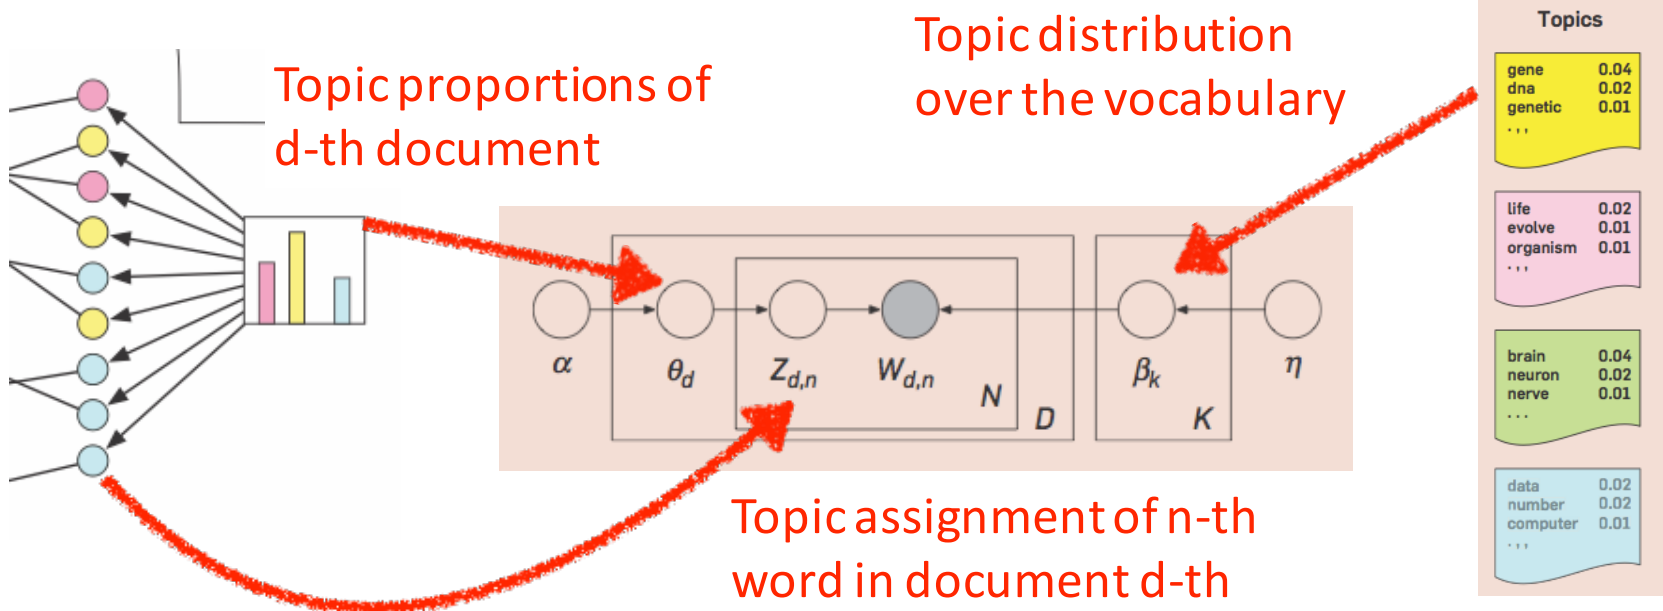 Topic proportions of
d-th document
Topic distribution
over the vocabulary
Topics
gene 0.04
dna 0.02
genetic 0.01
. , ,
life 0.02
evolve 0.01
organism 0.01
. , ,
brain 0.04
neuron 0.02
nerve 0.01
. . .
data 0.02
number 0.02
computer 0.01
. , ,
α θd Zd,n Wd,n N D βk K η
Topic assignment of n-th
word in document d-th